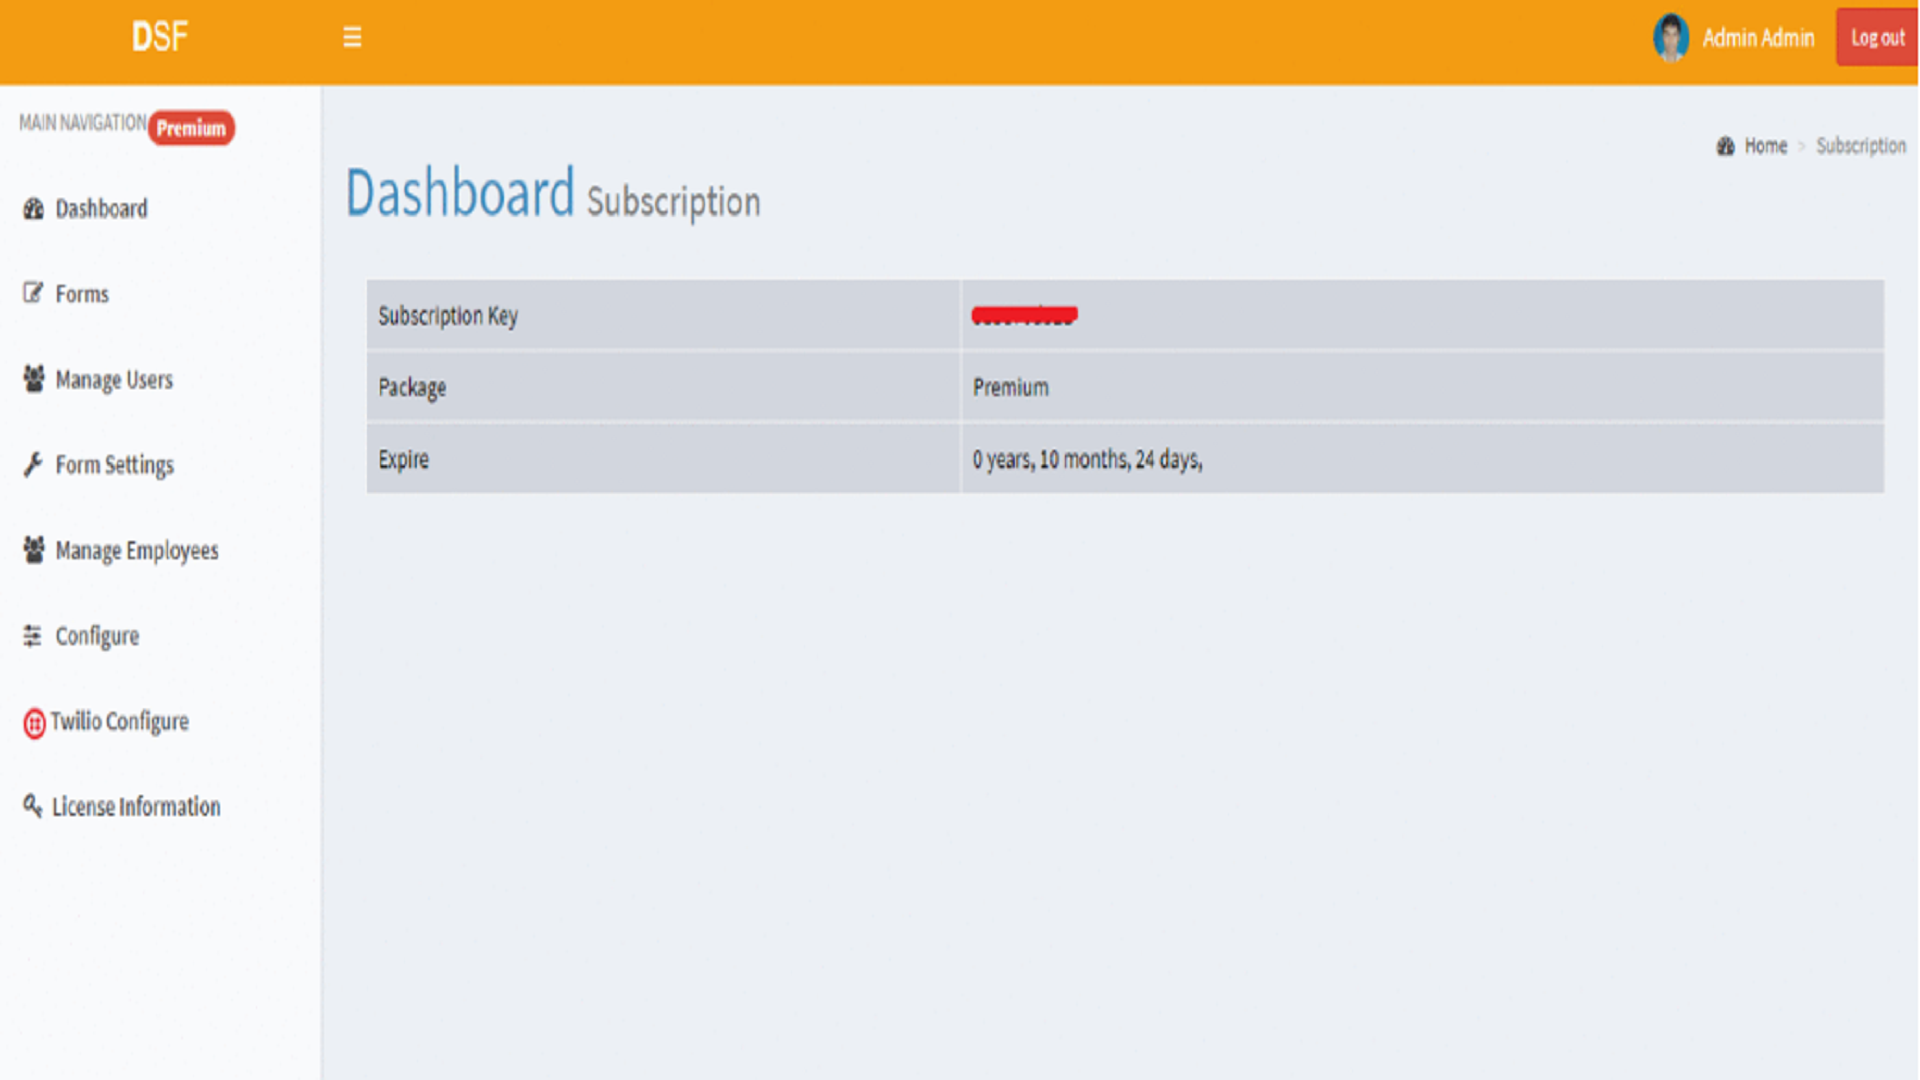 DSF
Admin Admin
Log out
MAIN NAVIGATION Premium
Home > Subscription
Dashboard Subscription
Dashboard
Forms
Manage Users
Form Settings
Manage Employees
Configure
Twilio Configure
License Information
Subscription Key
Package Premium
Expire 0 years, 10 months, 24 days,